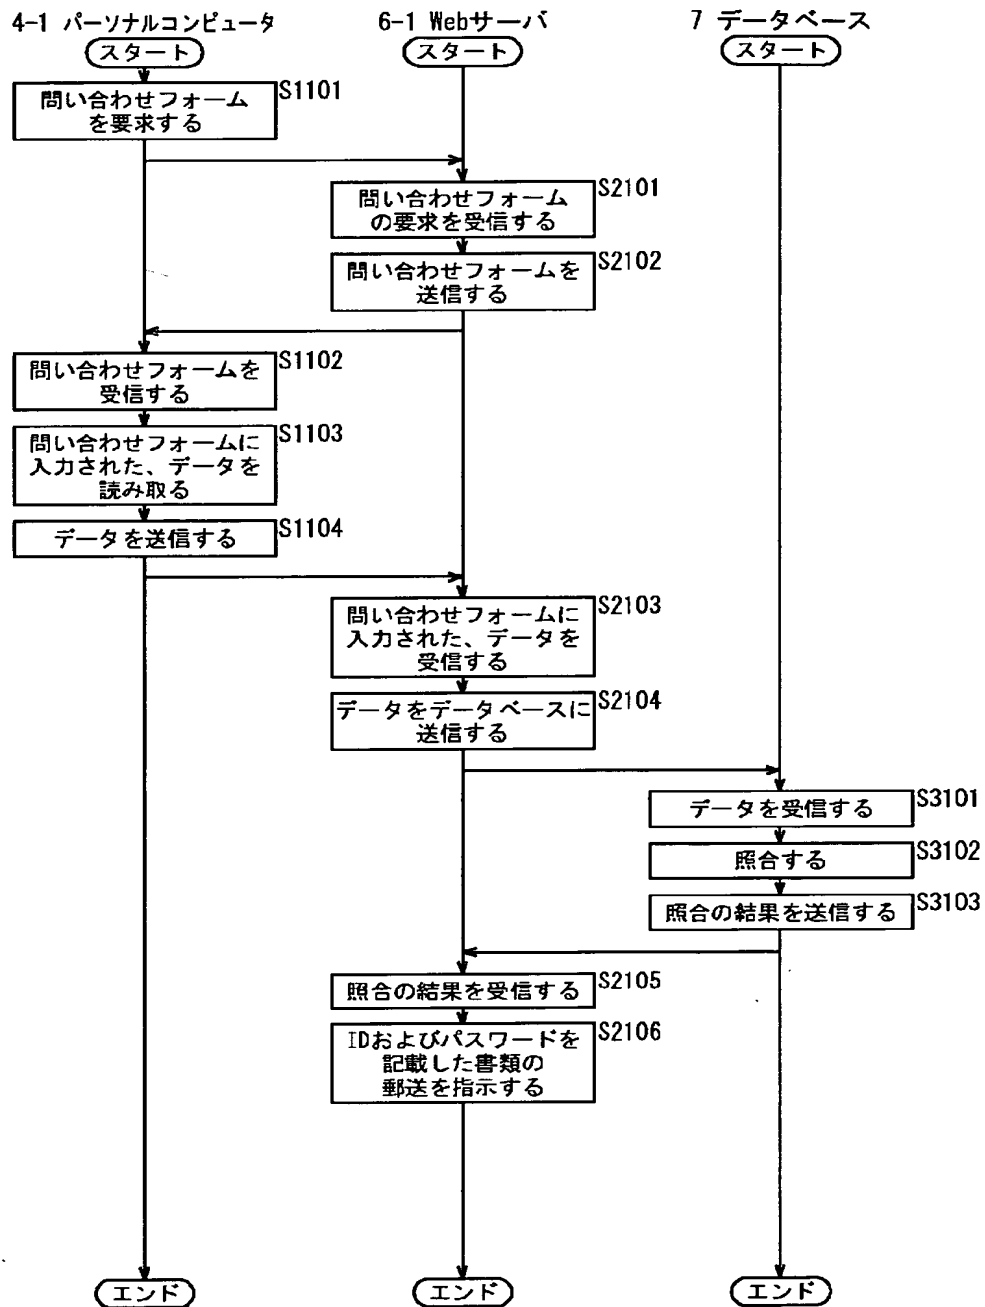 4-1 パーソナルコンピュータ
6-1 Webサーバ
7 データベース
スタート
スタート
スタート
問い合わせフォーム
を要求する
S1101
問い合わせフォーム
の要求を受信する
S2101
問い合わせフォームを
送信する
S2102
問い合わせフォームを
受信する
S1102
問い合わせフォームに
入力された、データを
読み取る
S1103
データを送信する
S1104
問い合わせフォームに
入力された、データを
受信する
S2103
データをデータベースに
送信する
S2104
データを受信する
S3101
照合する
S3102
照合の結果を送信する
S3103
照合の結果を受信する
S2105
IDおよびパスワードを
記載した書類の
郵送を指示する
S2106
エンド
エンド
エンド